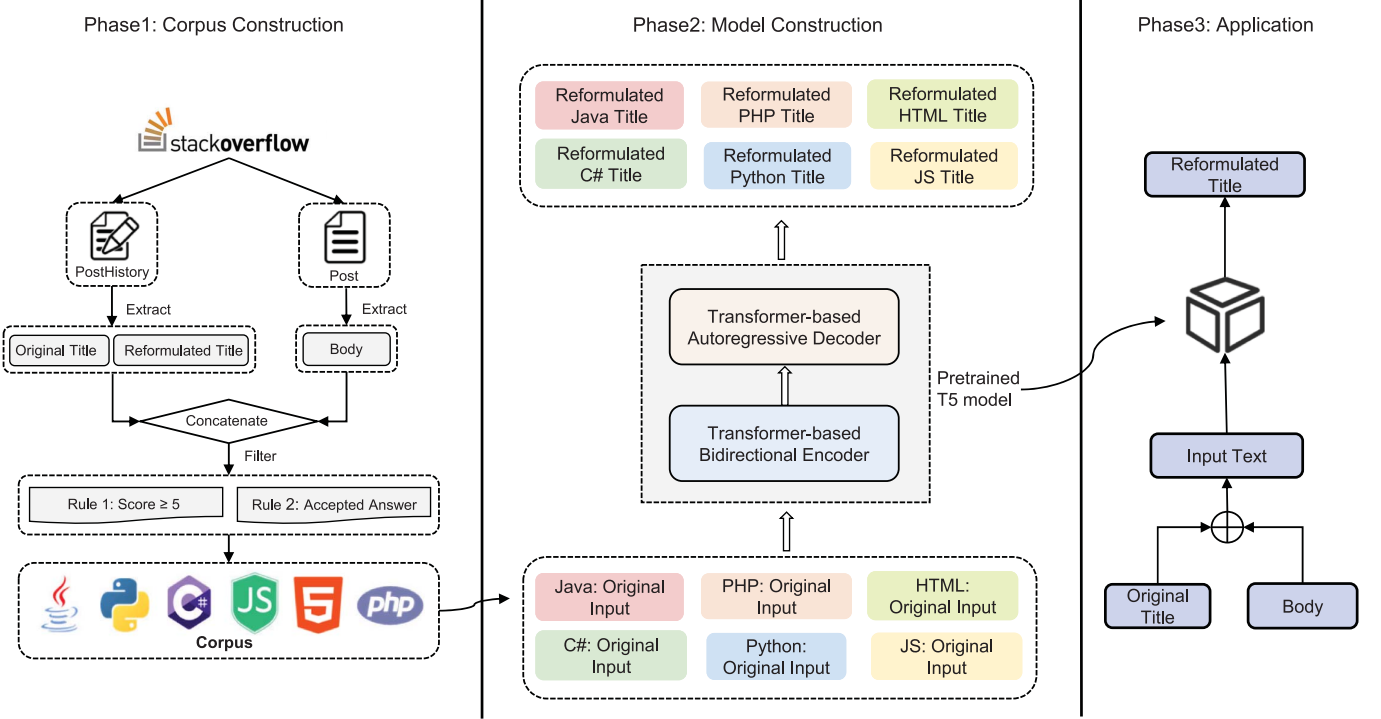 Phase1: Corpus Construction
stackoverflow
PostHistory
Post
Extract
Extract
Original Title
Reformulated Title
Body
Concatenate
Filter
Rule 1: Score ≥ 5
Rule 2: Accepted Answer
C#
JS
5
php
Corpus
Phase2: Model Construction
Reformulated
Java Title
Reformulated
PHP Title
Reformulated
HTML Title
Reformulated
C# Title
Reformulated
Python Title
Reformulated
JS Title
Transformer-based
Autoregressive Decoder
Transformer-based
Bidirectional Encoder
Pretrained
T5 model
Java: Original
Input
PHP: Original
Input
HTML:
Original Input
C#: Original
Input
Python:
Original Input
JS: Original
Input
Phase3: Application
Reformulated
Title
Input Text
Original
Title
Body